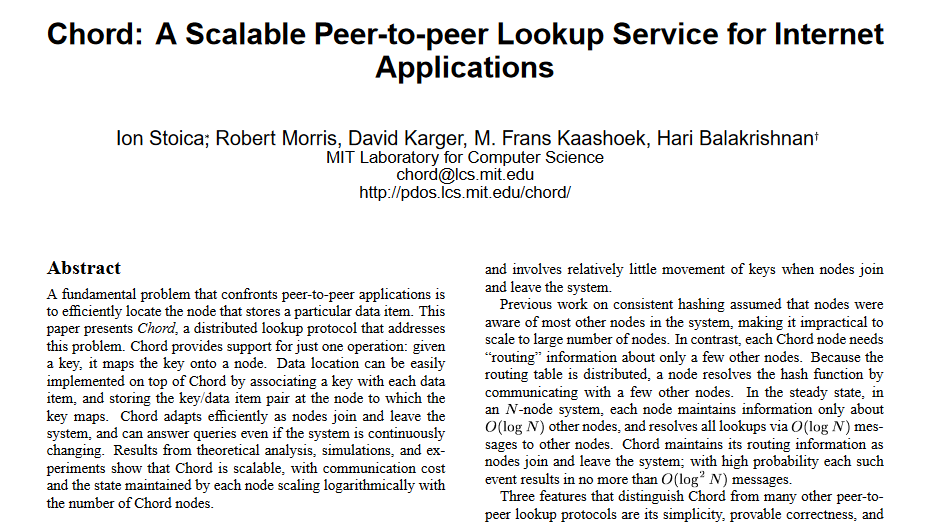 Chord: A Scalable Peer-to-peer Lookup Service for Internet
Applications
Ion Stoica*, Robert Morris, David Karger, M. Frans Kaashoek, Hari Balakrishnan†
MIT Laboratory for Computer Science
chord@lcs.mit.edu
http://pdos.lcs.mit.edu/chord/
Abstract
A fundamental problem that confronts peer-to-peer applications is
to efficiently locate the node that stores a particular data item. This
paper presents Chord, a distributed lookup protocol that addresses
this problem. Chord provides support for just one operation: given
a key, it maps the key onto a node. Data location can be easily
implemented on top of Chord by associating a key with each data
item, and storing the key/data item pair at the node to which the
key maps. Chord adapts efficiently as nodes join and leave the
system, and can answer queries even if the system is continuously
changing. Results from theoretical analysis, simulations, and ex-
periments show that Chord is scalable, with communication cost
and the state maintained by each node scaling logarithmically with
the number of Chord nodes.
and involves relatively little movement of keys when nodes join
and leave the system.
Previous work on consistent hashing assumed that nodes were
aware of most other nodes in the system, making it impractical to
scale to large number of nodes. In contrast, each Chord node needs
“routing” information about only a few other nodes. Because the
routing table is distributed, a node resolves the hash function by
communicating with a few other nodes. In the steady state, in
an N-node system, each node maintains information only about
O(log N) other nodes, and resolves all lookups via O(log N) mes-
sages to other nodes. Chord maintains its routing information as
nodes join and leave the system; with high probability each such
event results in no more than O(log² N) messages.
Three features that distinguish Chord from many other peer-to-
peer lookup protocols are its simplicity, provable correctness, and